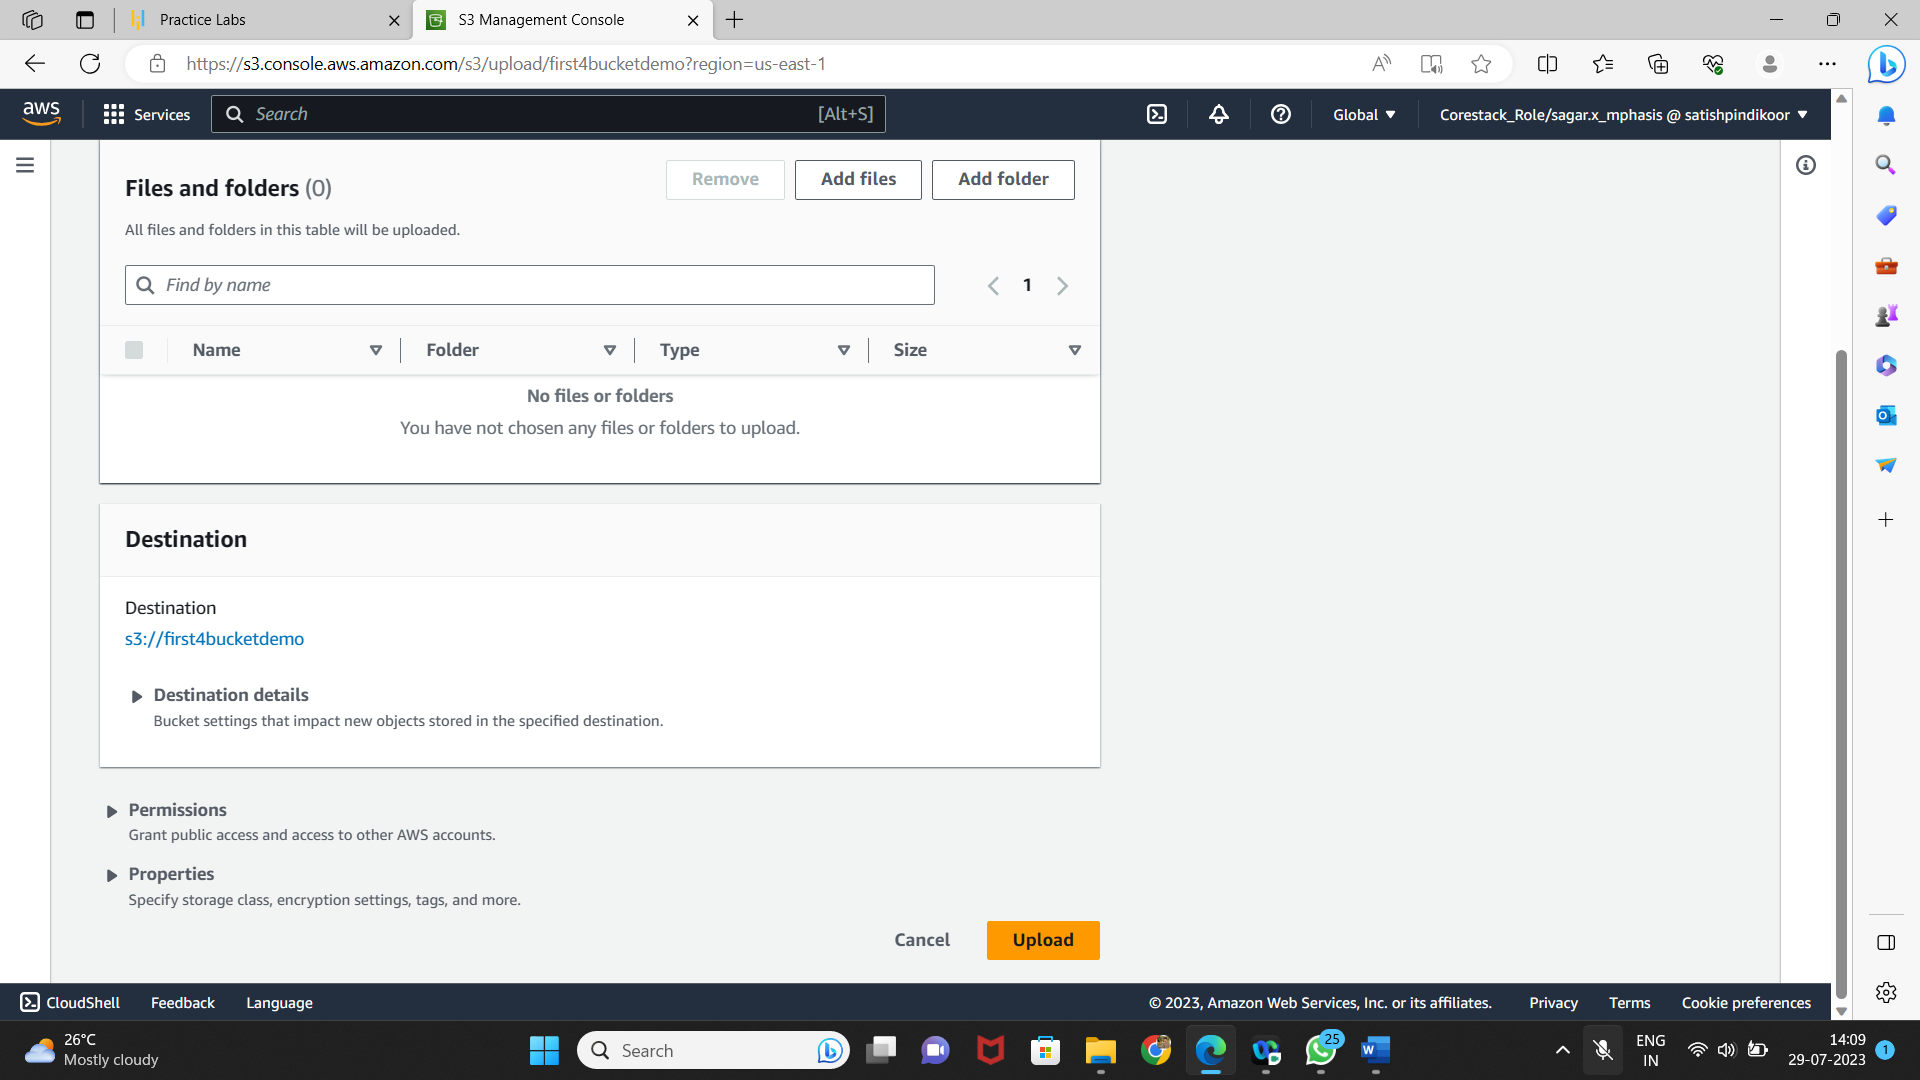 Practice Labs
S3 Management Console
https://s3.console.aws.amazon.com/s3/upload/first4bucketdemo?region=us-east-1
aws
Services
Search
[Alt+S]
Global
Corestack_Role/sagar.x_mphasis @ satishpindikoor
Files and folders (0)
Remove
Add files
Add folder
All files and folders in this table will be uploaded.
Find by name
1
Name
Folder
Type
Size
No files or folders
You have not chosen any files or folders to upload.
Destination
Destination
s3://first4bucketdemo
Destination details
Bucket settings that impact new objects stored in the specified destination.
Permissions
Grant public access and access to other AWS accounts.
Properties
Specify storage class, encryption settings, tags, and more.
Cancel
Upload
CloudShell
Feedback
Language
© 2023, Amazon Web Services, Inc. or its affiliates.
Privacy
Terms
Cookie preferences
26°C
Mostly cloudy
Search
25
ENG
IN
14:09
29-07-2023
1